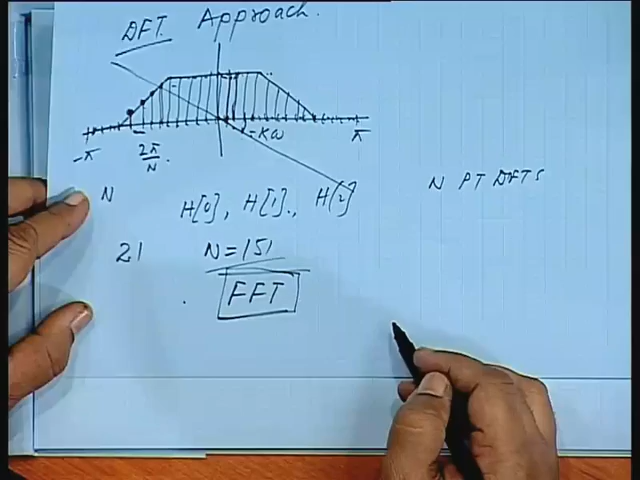 DFT Approach.
-π 2π/N . -Kω π
N H[0], H[1], H[2] N PT DFTS
21 N=151
FFT